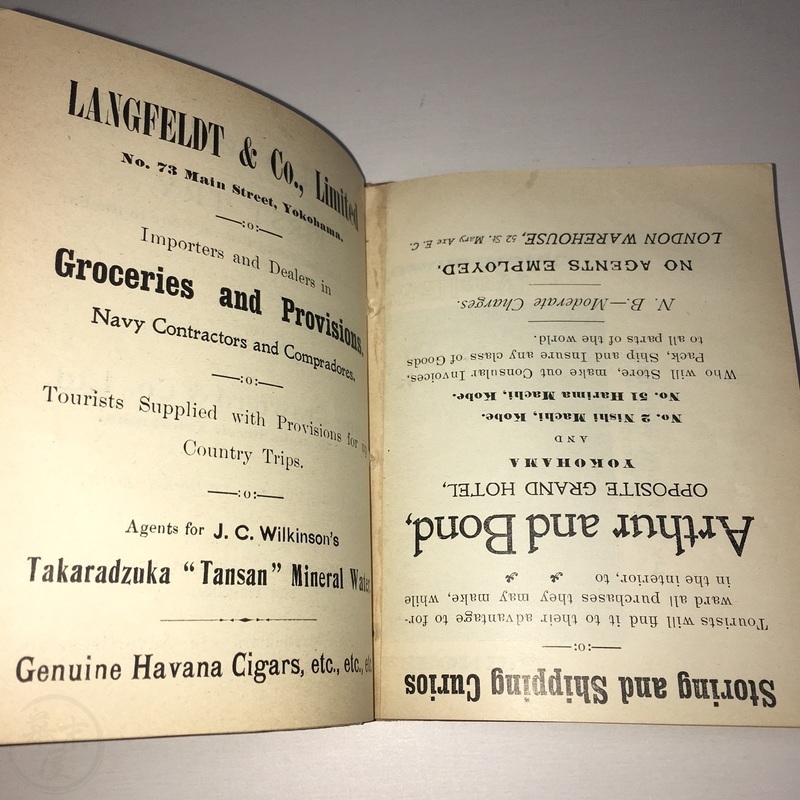 LANGFELDT & Co., Limited
No. 73 Main Street, Yokohama.
—:o:—
Importers and Dealers in
Groceries and Provisions,
Navy Contractors and Compradores.
—:o:—
Tourists Supplied with Provisions for up
Country Trips.
—:o:—
Agents for J. C. Wilkinson's
Takaradzuka "Tansan" Mineral Water
Genuine Havana Cigars, etc., etc., etc
Storing and Shipping Curios
—:o:—
Tourists will find it to their advantage to for-
ward all purchases they may make, while
in the interior, to
Arthur and Bond,
OPPOSITE GRAND HOTEL,
YOKOHAMA
AND
No. 2 Nishi Machi, Kobe.
No. 51 Harima Machi, Kobe.
Who will Store, make out Consular Invoices,
Pack, Ship and Insure any class of Goods
to all parts of the world.
N. B.—Moderate Charges.
NO AGENTS EMPLOYED.
LONDON WAREHOUSE, 52 St. Mary Axe E. C.